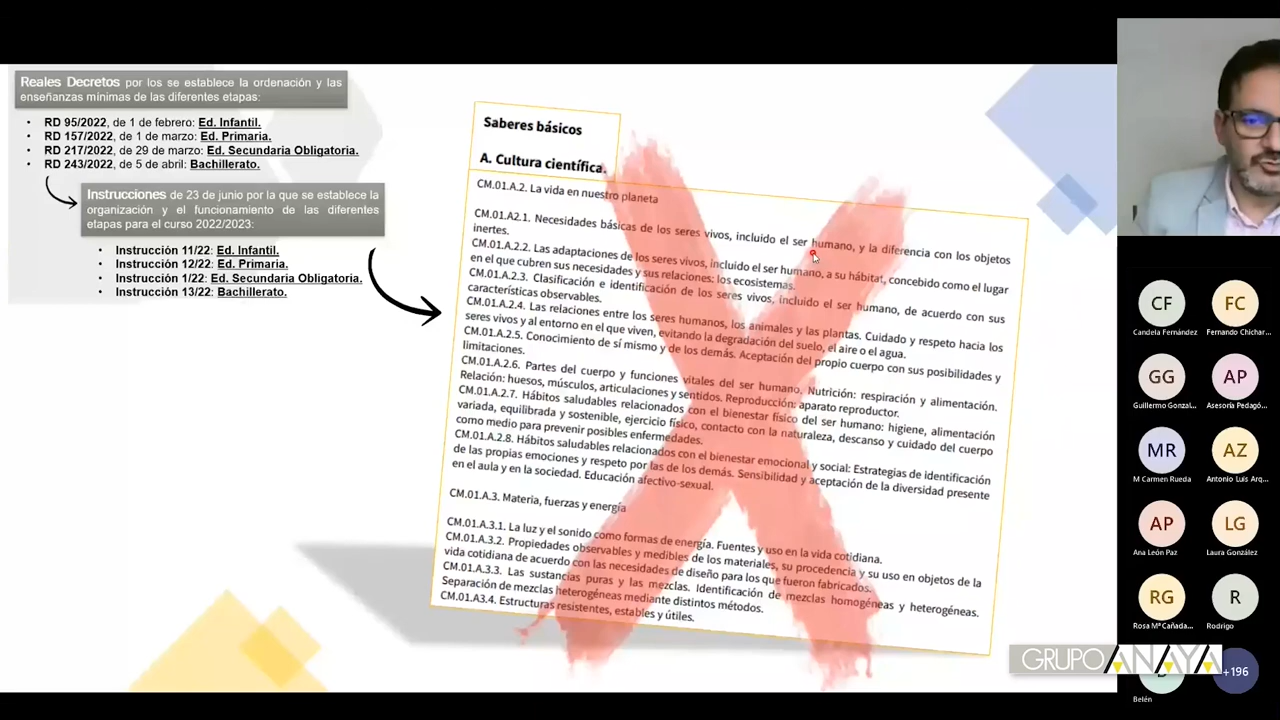 Reales Decretos por los se establece la ordenación y las
enseñanzas mínimas de las diferentes etapas:
• RD 95/2022, de 1 de febrero: Ed. Infantil.
• RD 157/2022, de 1 de marzo: Ed. Primaria.
• RD 217/2022, de 29 de marzo: Ed. Secundaria Obligatoria.
• RD 243/2022, de 5 de abril: Bachillerato.
Instrucciones de 23 de junio por la que se establece la
organización y el funcionamiento de las diferentes
etapas para el curso 2022/2023:
• Instrucción 11/22: Ed. Infantil.
• Instrucción 12/22: Ed. Primaria.
• Instrucción 1/22: Ed. Secundaria Obligatoria.
• Instrucción 13/22: Bachillerato.
Saberes básicos
A. Cultura científica.
CM.01.A.2. La vida en nuestro planeta
CM.01.A2.1. Necesidades básicas de los seres vivos, incluido el ser humano, y la diferencia con los objetos
inertes.
CM.01.A.2.2. Las adaptaciones de los seres vivos, incluido el ser humano, a su hábitat, concebido como el lugar
en el que cubren sus necesidades y sus relaciones: los ecosistemas.
CM.01.A.2.3. Clasificación e identificación de los seres vivos, incluido el ser humano, de acuerdo con sus
características observables.
CM.01.A.2.4. Las relaciones entre los seres humanos, los animales y las plantas. Cuidado y respeto hacia los
seres vivos y al entorno en el que viven, evitando la degradación del suelo, el aire o el agua.
CM.01.A.2.5. Conocimiento de sí mismo y de los demás. Aceptación del propio cuerpo con sus posibilidades y
limitaciones.
CM.01.A.2.6. Partes del cuerpo y funciones vitales del ser humano. Nutrición: respiración y alimentación.
Relación: huesos, músculos, articulaciones y sentidos. Reproducción: aparato reproductor.
CM.01.A.2.7. Hábitos saludables relacionados con el bienestar físico del ser humano: higiene, alimentación
variada, equilibrada y sostenible, ejercicio físico, contacto con la naturaleza, descanso y cuidado del cuerpo
como medio para prevenir posibles enfermedades.
CM.01.A.2.8. Hábitos saludables relacionados con el bienestar emocional y social: Estrategias de identificación
de las propias emociones y respeto por las de los demás. Sensibilidad y aceptación de la diversidad presente
en el aula y en la sociedad. Educación afectivo-sexual.
CM.01.A.3. Materia, fuerzas y energía
CM.01.A.3.1. La luz y el sonido como formas de energía. Fuentes y uso en la vida cotidiana.
CM.01.A.3.2. Propiedades observables y medibles de los materiales, su procedencia y su uso en objetos de la
vida cotidiana de acuerdo con las necesidades de diseño para los que fueron fabricados.
CM.01.A.3.3. Las sustancias puras y las mezclas. Identificación de mezclas homogéneas y heterogéneas.
Separación de mezclas heterogéneas mediante distintos métodos.
CM.01.A3.4. Estructuras resistentes, estables y útiles.
CF FC
Candela Fernández Fernando Chichar...
GG AP
Guillermo Gonzal... Asesoría Pedagó...
MR AZ
M Carmen Rueda Antonio Luis Arq...
AP LG
Ana León Paz Laura González
RG R
Rosa Mª Cañada... Rodrigo
GRUPO ANAYA
+196
Belén